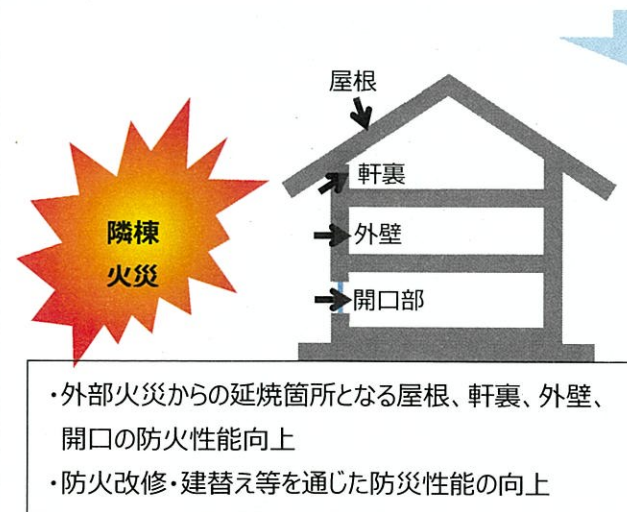 屋根
軒裏
外壁
開口部
隣棟
火災
・外部火災からの延焼箇所となる屋根、軒裏、外壁、
開口の防火性能向上
・防火改修・建替え等を通じた防災性能の向上